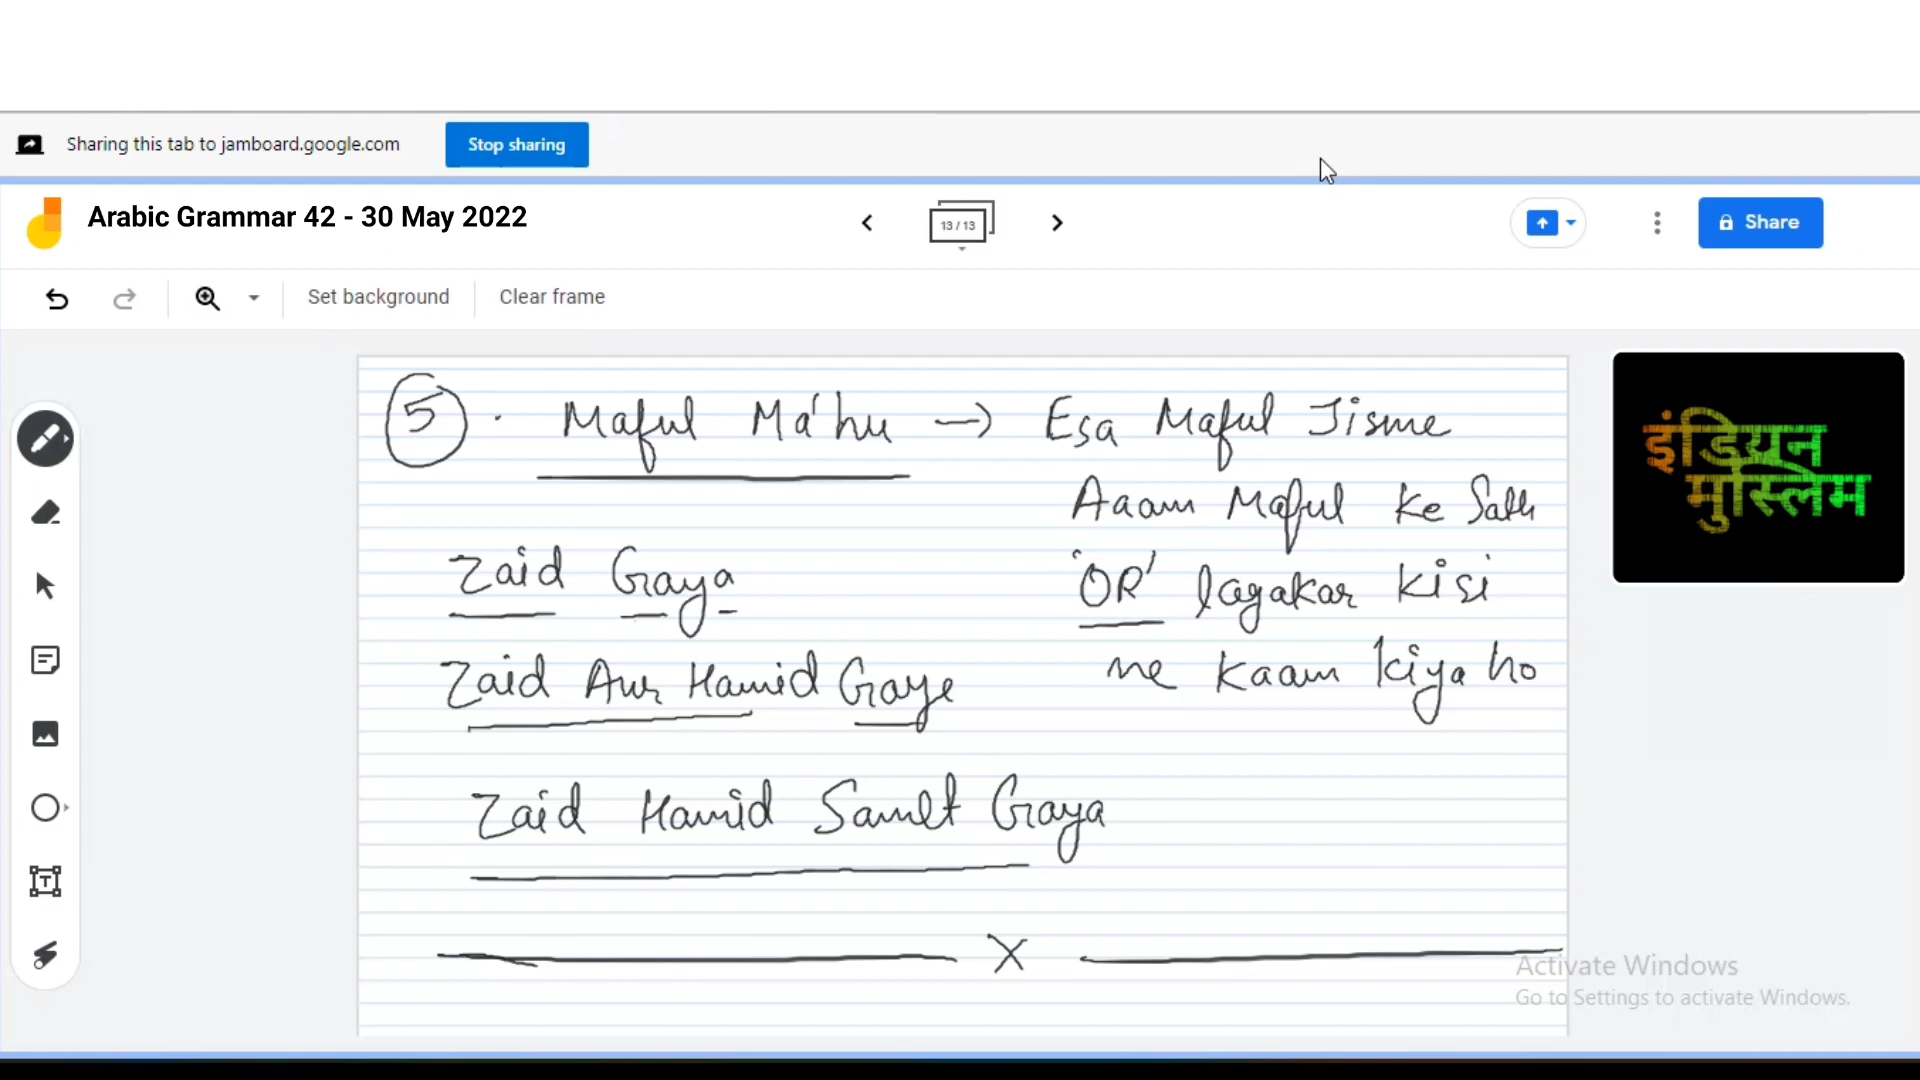 Sharing this tab to jamboard.google.com
Stop sharing
Arabic Grammar 42 - 30 May 2022
13 / 13
Share
Set background
Clear frame
5. Maful Ma'hu → Esa Maful Jisme
Aaam Maful Ke Sath
'OR' lagakar Kisi
ne Kaam Kiya ho
Zaid Gaya
Zaid Aur Hamid Gaye
Zaid Hamid Samet Gaya
X
इंडियन
मुस्लिम
Activate Windows
Go to Settings to activate Windows.